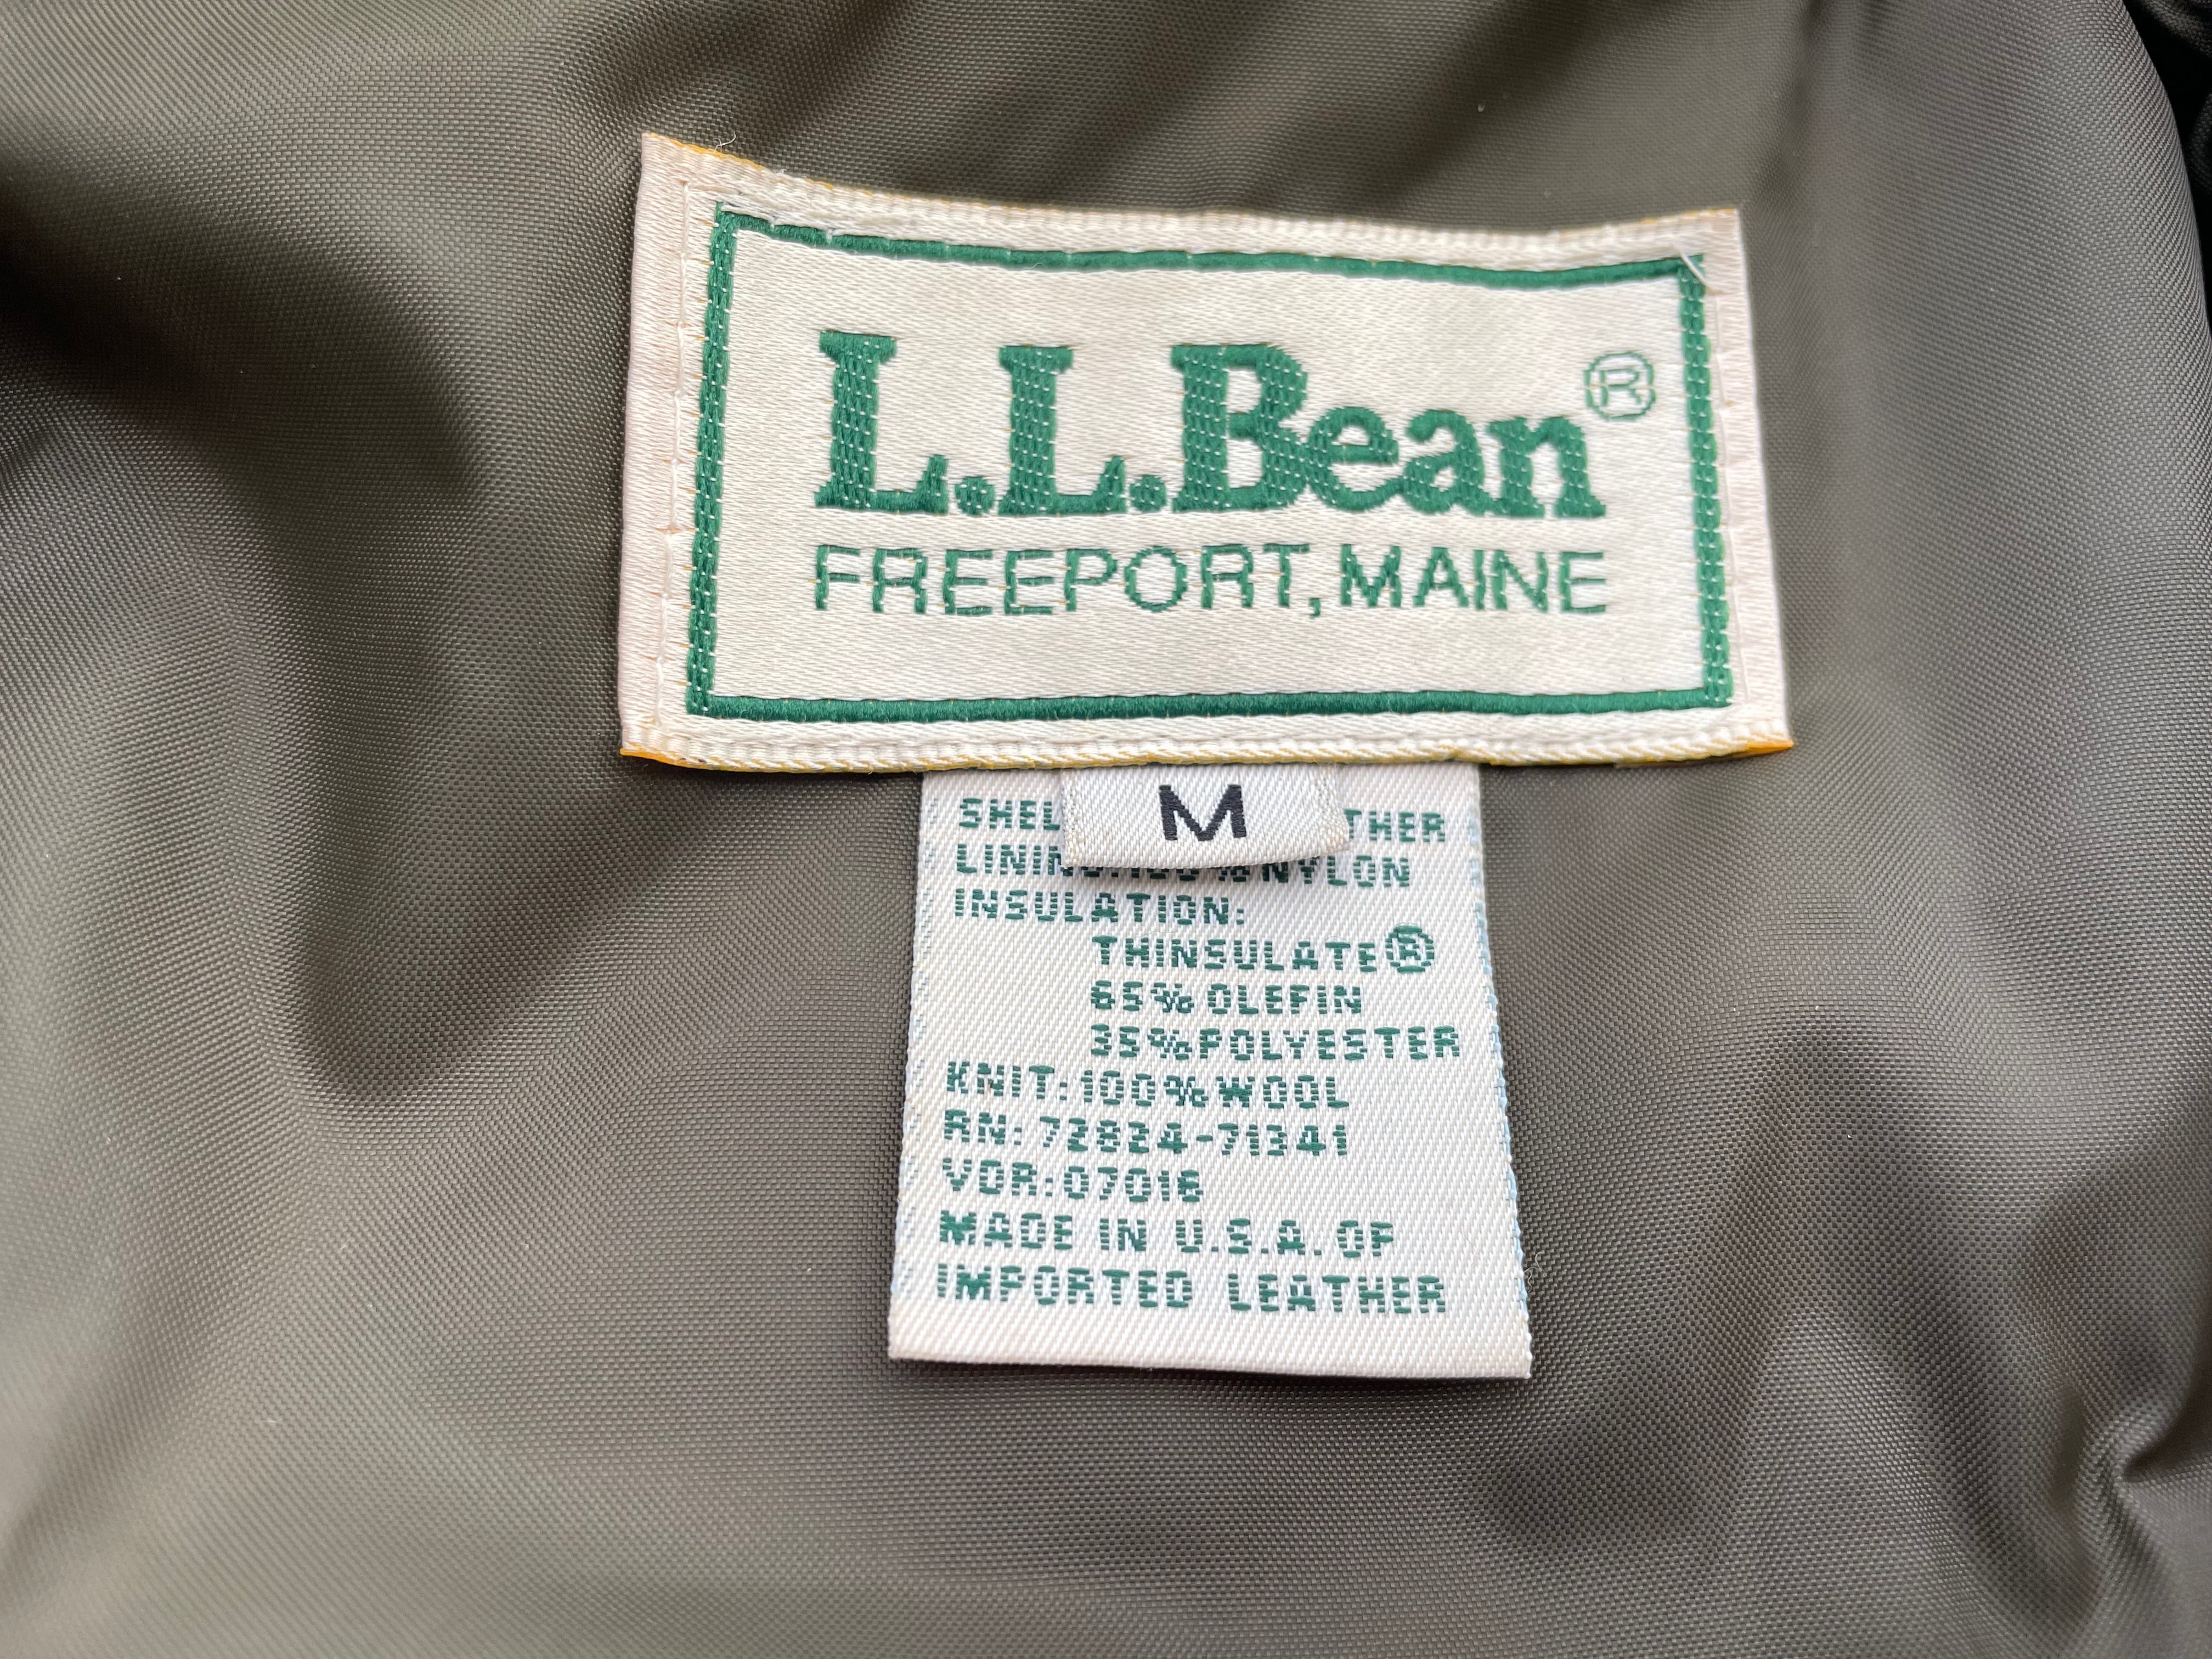 L.L.Bean®
FREEPORT, MAINE
M
INSULATION:
THINSULATE®
65% OLEFIN
35% POLYESTER
KNIT: 100% WOOL
RN: 72824-71341
VDR: 07016
MADE IN U.S.A. OF
IMPORTED LEATHER
NYLON